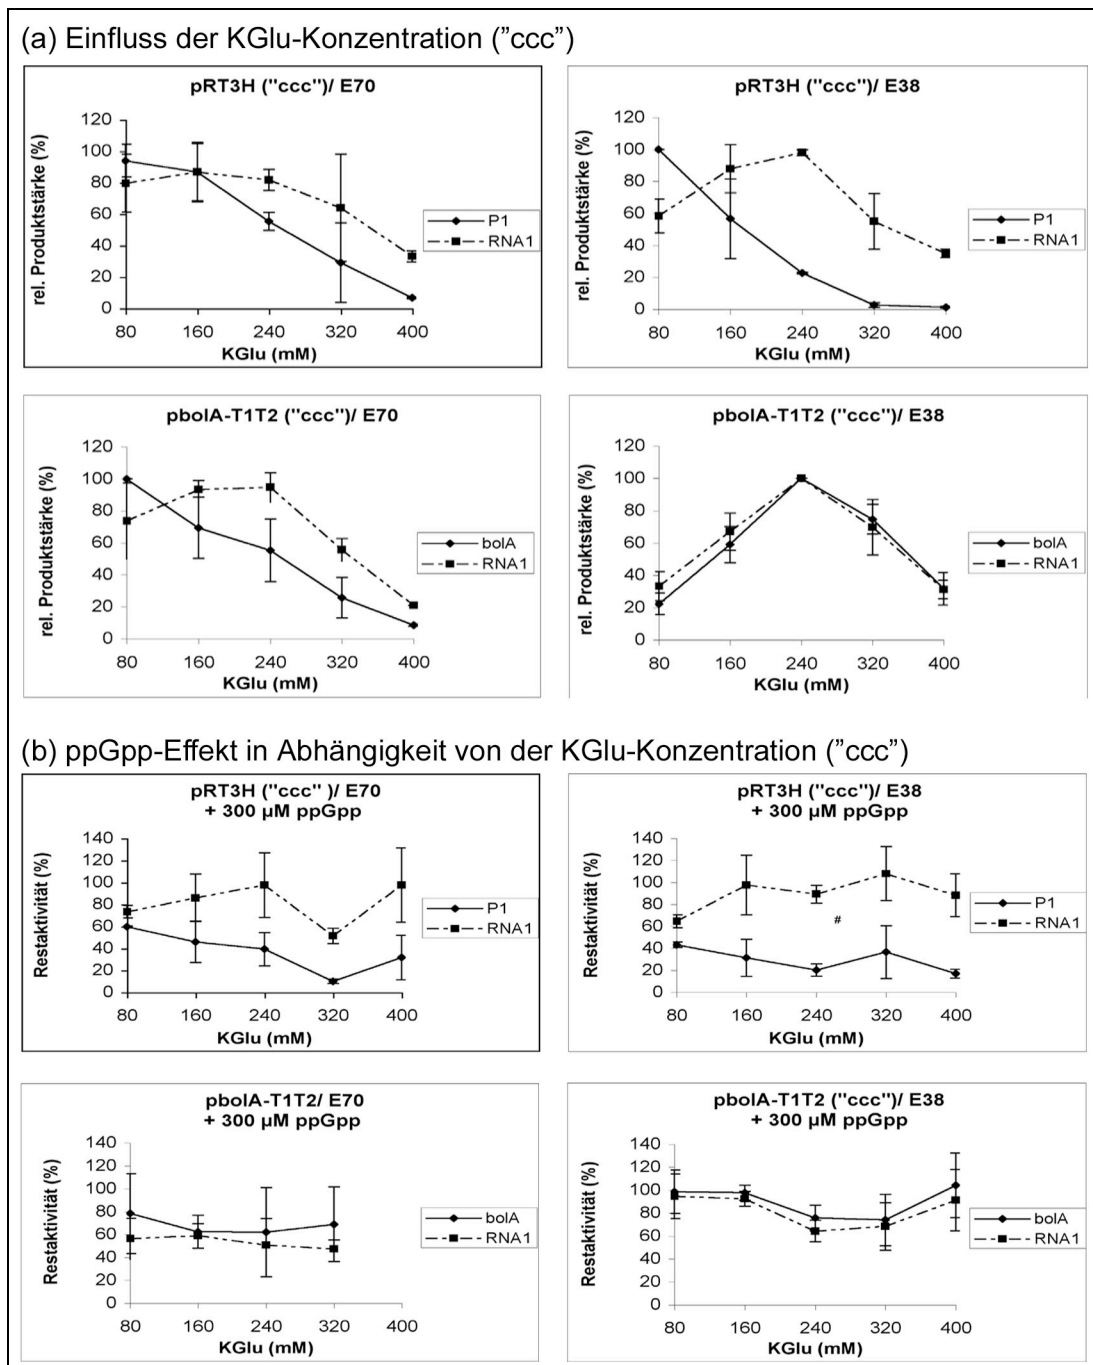 (a) Einfluss der KGlu-Konzentration ("ccc")
pRT3H ("ccc")/ E70
rel. Produktstärke (%)
120
100
80
60
40
20
0
80 160 240 320 400
KGlu (mM)
P1
RNA1
pRT3H ("ccc")/ E38
rel. Produktstärke (%)
120
100
80
60
40
20
0
80 160 240 320 400
KGlu (mM)
P1
RNA1
pbolA-T1T2 ("ccc")/ E70
rel. Produktstärke (%)
120
100
80
60
40
20
0
80 160 240 320 400
KGlu (mM)
bolA
RNA1
pbolA-T1T2 ("ccc")/ E38
rel. Produktstärke (%)
120
100
80
60
40
20
0
80 160 240 320 400
KGlu (mM)
bolA
RNA1
(b) ppGpp-Effekt in Abhängigkeit von der KGlu-Konzentration ("ccc")
pRT3H ("ccc" )/ E70
+ 300 µM ppGpp
Restaktivität (%)
140
120
100
80
60
40
20
0
80 160 240 320 400
KGlu (mM)
P1
RNA1
pRT3H ("ccc")/ E38
+ 300 µM ppGpp
Restaktivität (%)
140
120
100
80
60
40
20
0
#
80 160 240 320 400
KGlu (mM)
P1
RNA1
pbolA-T1T2/ E70
+ 300 µM ppGpp
Restaktivität (%)
140
120
100
80
60
40
20
0
80 160 240 320 400
KGlu (mM)
bolA
RNA1
pbolA-T1T2 ("ccc")/ E38
+ 300 µM ppGpp
Restaktivität (%)
140
120
100
80
60
40
20
0
80 160 240 320 400
KGlu (mM)
bolA
RNA1